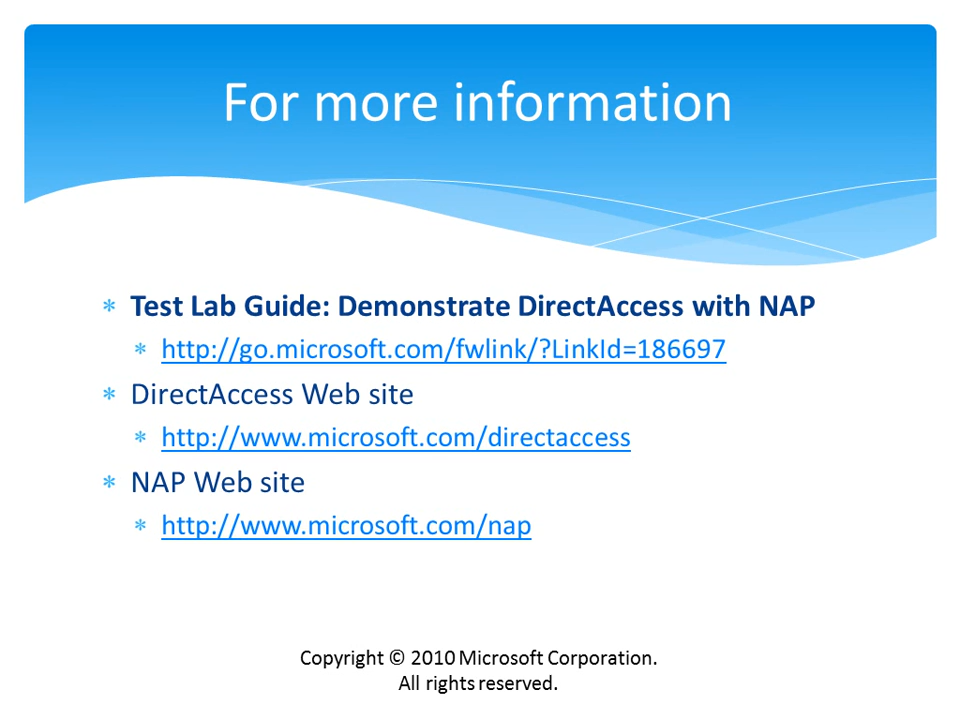 For more information
* Test Lab Guide: Demonstrate DirectAccess with NAP
* http://go.microsoft.com/fwlink/?LinkId=186697
* DirectAccess Web site
* http://www.microsoft.com/directaccess
* NAP Web site
* http://www.microsoft.com/nap
Copyright © 2010 Microsoft Corporation.
All rights reserved.